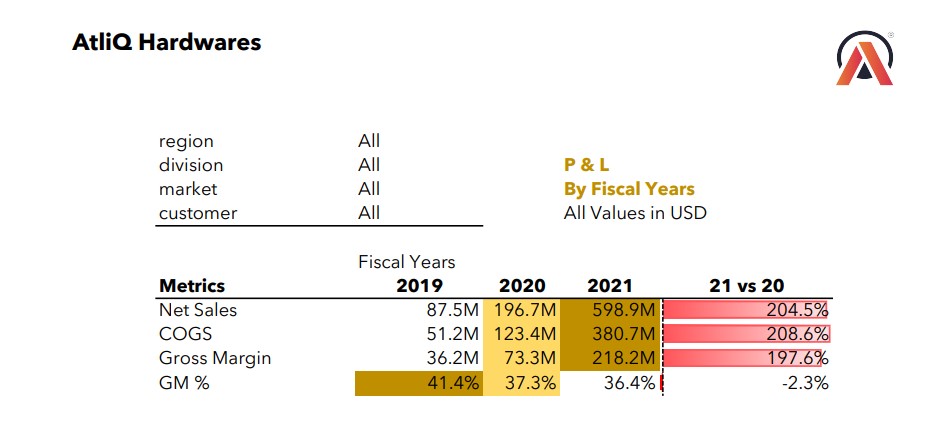 AtliQ Hardwares
region All
division All P & L
market All By Fiscal Years
customer All All Values in USD
Fiscal Years
Metrics 2019 2020 2021 21 vs 20
Net Sales 87.5M 196.7M 598.9M 204.5%
COGS 51.2M 123.4M 380.7M 208.6%
Gross Margin 36.2M 73.3M 218.2M 197.6%
GM % 41.4% 37.3% 36.4% -2.3%